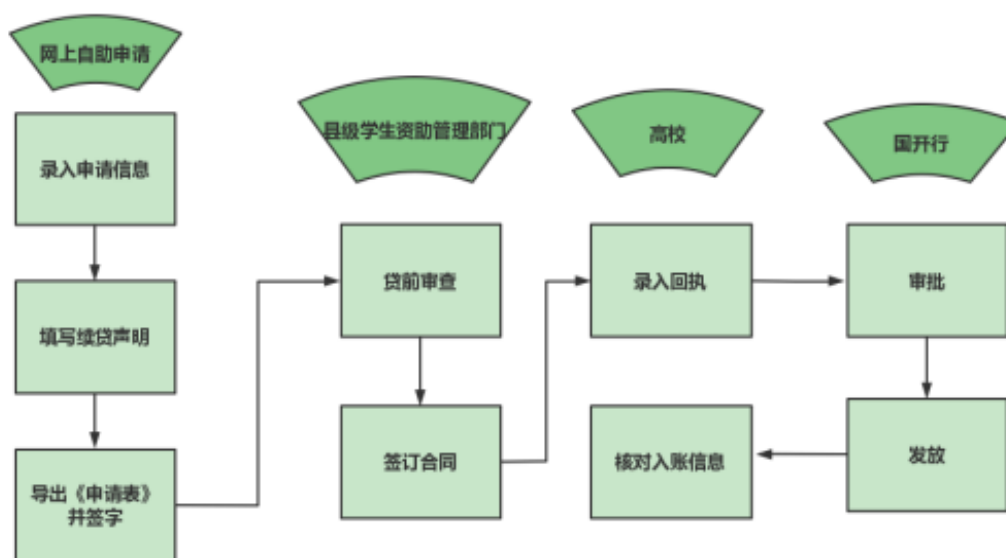 网上自助申请
录入申请信息
填写续贷声明
导出《申请表》
并签字
县级学生资助管理部门
贷前审查
签订合同
高校
录入回执
核对入账信息
国开行
审批
发放